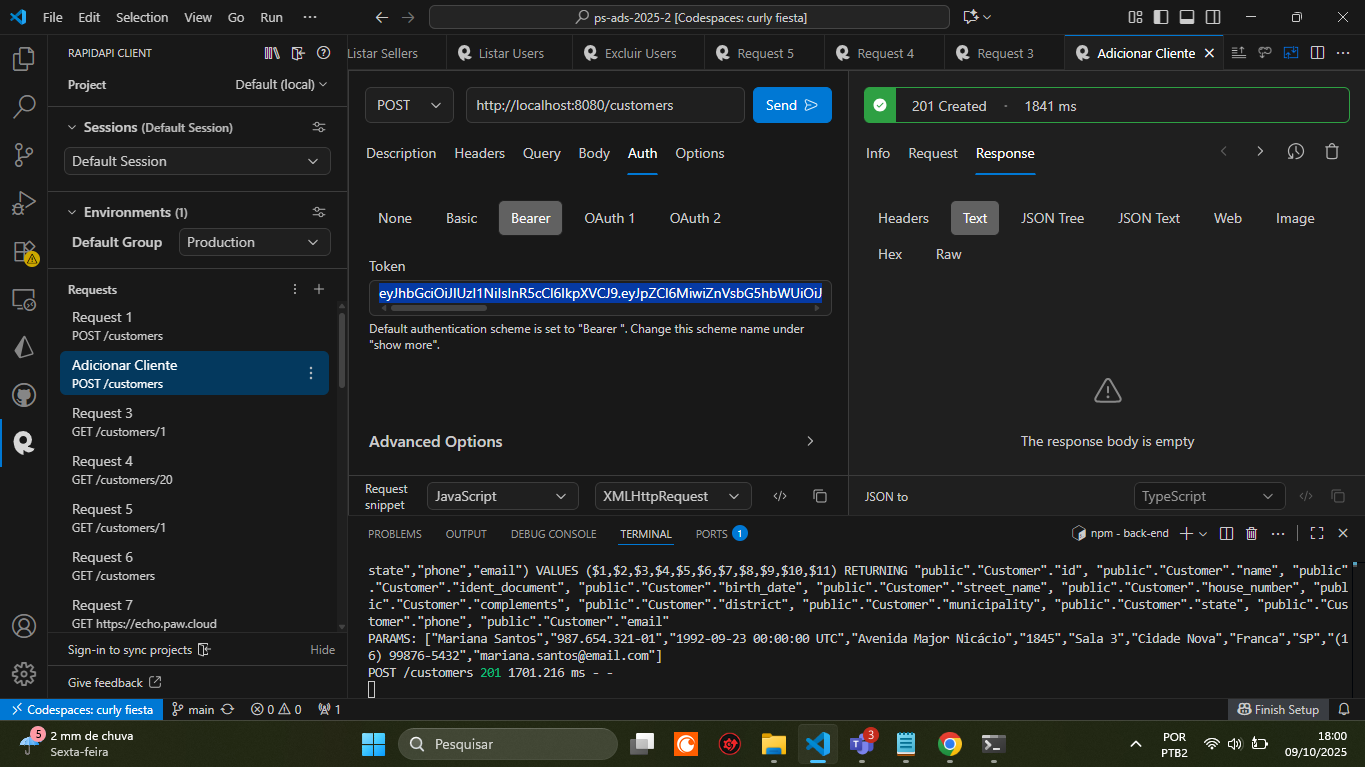 File Edit Selection View Go Run ···
ps-ads-2025-2 [Codespaces: curly fiesta]
RAPIDAPI CLIENT
Project Default (local)
Sessions (Default Session)
Default Session
Environments (1)
Default Group Production
Requests
Request 1
POST /customers
Adicionar Cliente
POST /customers
Request 3
GET /customers/1
Request 4
GET /customers/20
Request 5
GET /customers/1
Request 6
GET /customers
Request 7
GET https://echo.paw.cloud
Sign-in to sync projects Hide
Give feedback
Listar Sellers Listar Users Excluir Users Request 5 Request 4 Request 3 Adicionar Cliente
POST http://localhost:8080/customers Send
Description Headers Query Body Auth Options
None Basic Bearer OAuth 1 OAuth 2
Token
eyJhbGciOiJIUzI1NiIsInR5cCI6IkpXVCJ9.eyJpZCI6MiwiZnVsbG5hbWUiOiJ
Default authentication scheme is set to "Bearer ". Change this scheme name under
"show more".
Advanced Options
Request
snippet
JavaScript XMLHttpRequest
201 Created · 1841 ms
Info Request Response
Headers Text JSON Tree JSON Text Web Image
Hex Raw
The response body is empty
JSON to TypeScript
PROBLEMS OUTPUT DEBUG CONSOLE TERMINAL PORTS 1
npm - back-end
state","phone","email") VALUES ($1,$2,$3,$4,$5,$6,$7,$8,$9,$10,$11) RETURNING "public"."Customer"."id", "public"."Customer"."name", "public"
."Customer"."ident_document", "public"."Customer"."birth_date", "public"."Customer"."street_name", "public"."Customer"."house_number", "publ
ic"."Customer"."complements", "public"."Customer"."district", "public"."Customer"."municipality", "public"."Customer"."state", "public"."Cus
tomer"."phone", "public"."Customer"."email"
PARAMS: ["Mariana Santos","987.654.321-01","1992-09-23 00:00:00 UTC","Avenida Major Nicácio","1845","Sala 3","Cidade Nova","Franca","SP","(1
6) 99876-5432","mariana.santos@email.com"]
POST /customers 201 1701.216 ms - -
Codespaces: curly fiesta main 0 0 1 Finish Setup
5
2 mm de chuva
Sexta-feira
Pesquisar
3
POR
PTB2
18:00
09/10/2025